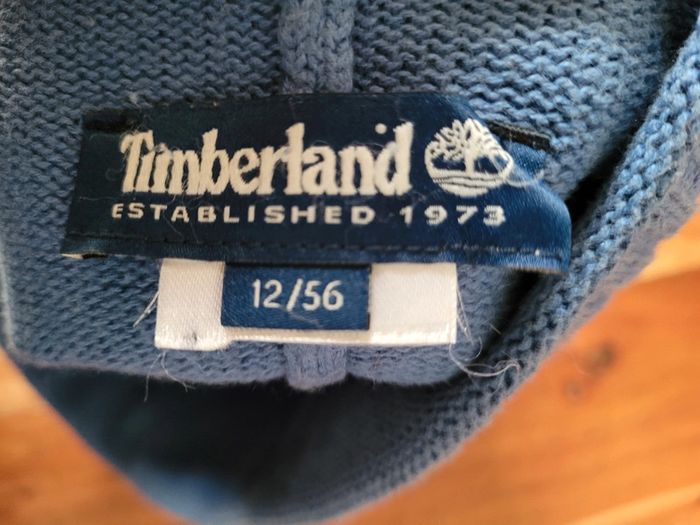 Timberland
ESTABLISHED 1973
12/56